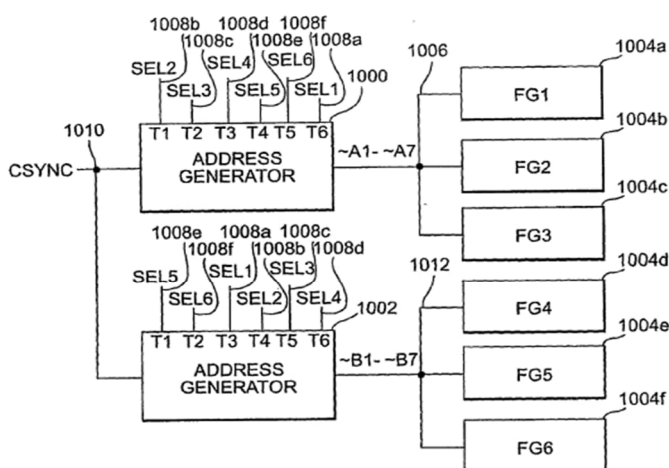 1008b 1008d 1008f
1008c 1008e 1008a
SEL2 SEL4 SEL6
SEL3 SEL5 SEL1
1000
1006
1004a
FG1
1010
T1 T2 T3 T4 T5 T6
CSYNC
ADDRESS
GENERATOR
~A1- ~A7
1004b
FG2
1004c
FG3
1008e 1008a 1008c
1008f 1008b 1008d
SEL5 SEL1 SEL3
SEL6 SEL2 SEL4
1002
1012
1004d
FG4
T1 T2 T3 T4 T5 T6
ADDRESS
GENERATOR
~B1- ~B7
1004e
FG5
1004f
FG6